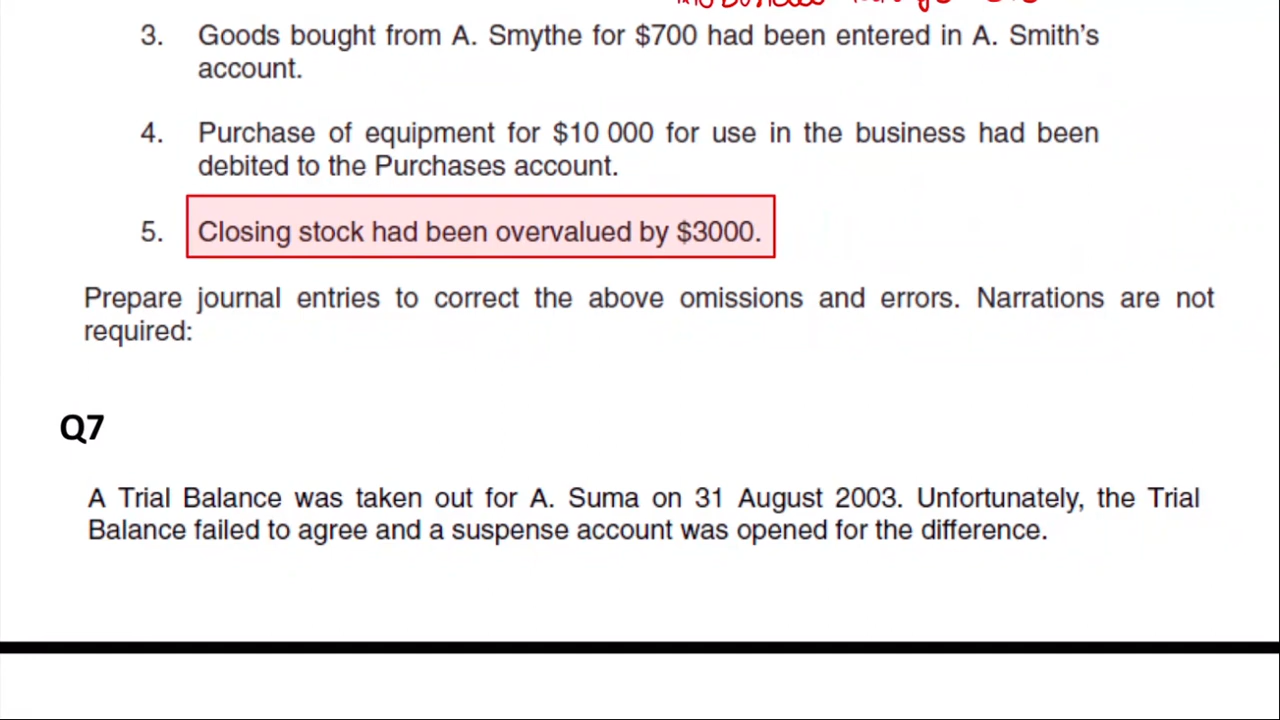 3. Goods bought from A. Smythe for $700 had been entered in A. Smith's
account.
4. Purchase of equipment for $10 000 for use in the business had been
debited to the Purchases account.
5. Closing stock had been overvalued by $3000.
Prepare journal entries to correct the above omissions and errors. Narrations are not
required:
Q7
A Trial Balance was taken out for A. Suma on 31 August 2003. Unfortunately, the Trial
Balance failed to agree and a suspense account was opened for the difference.